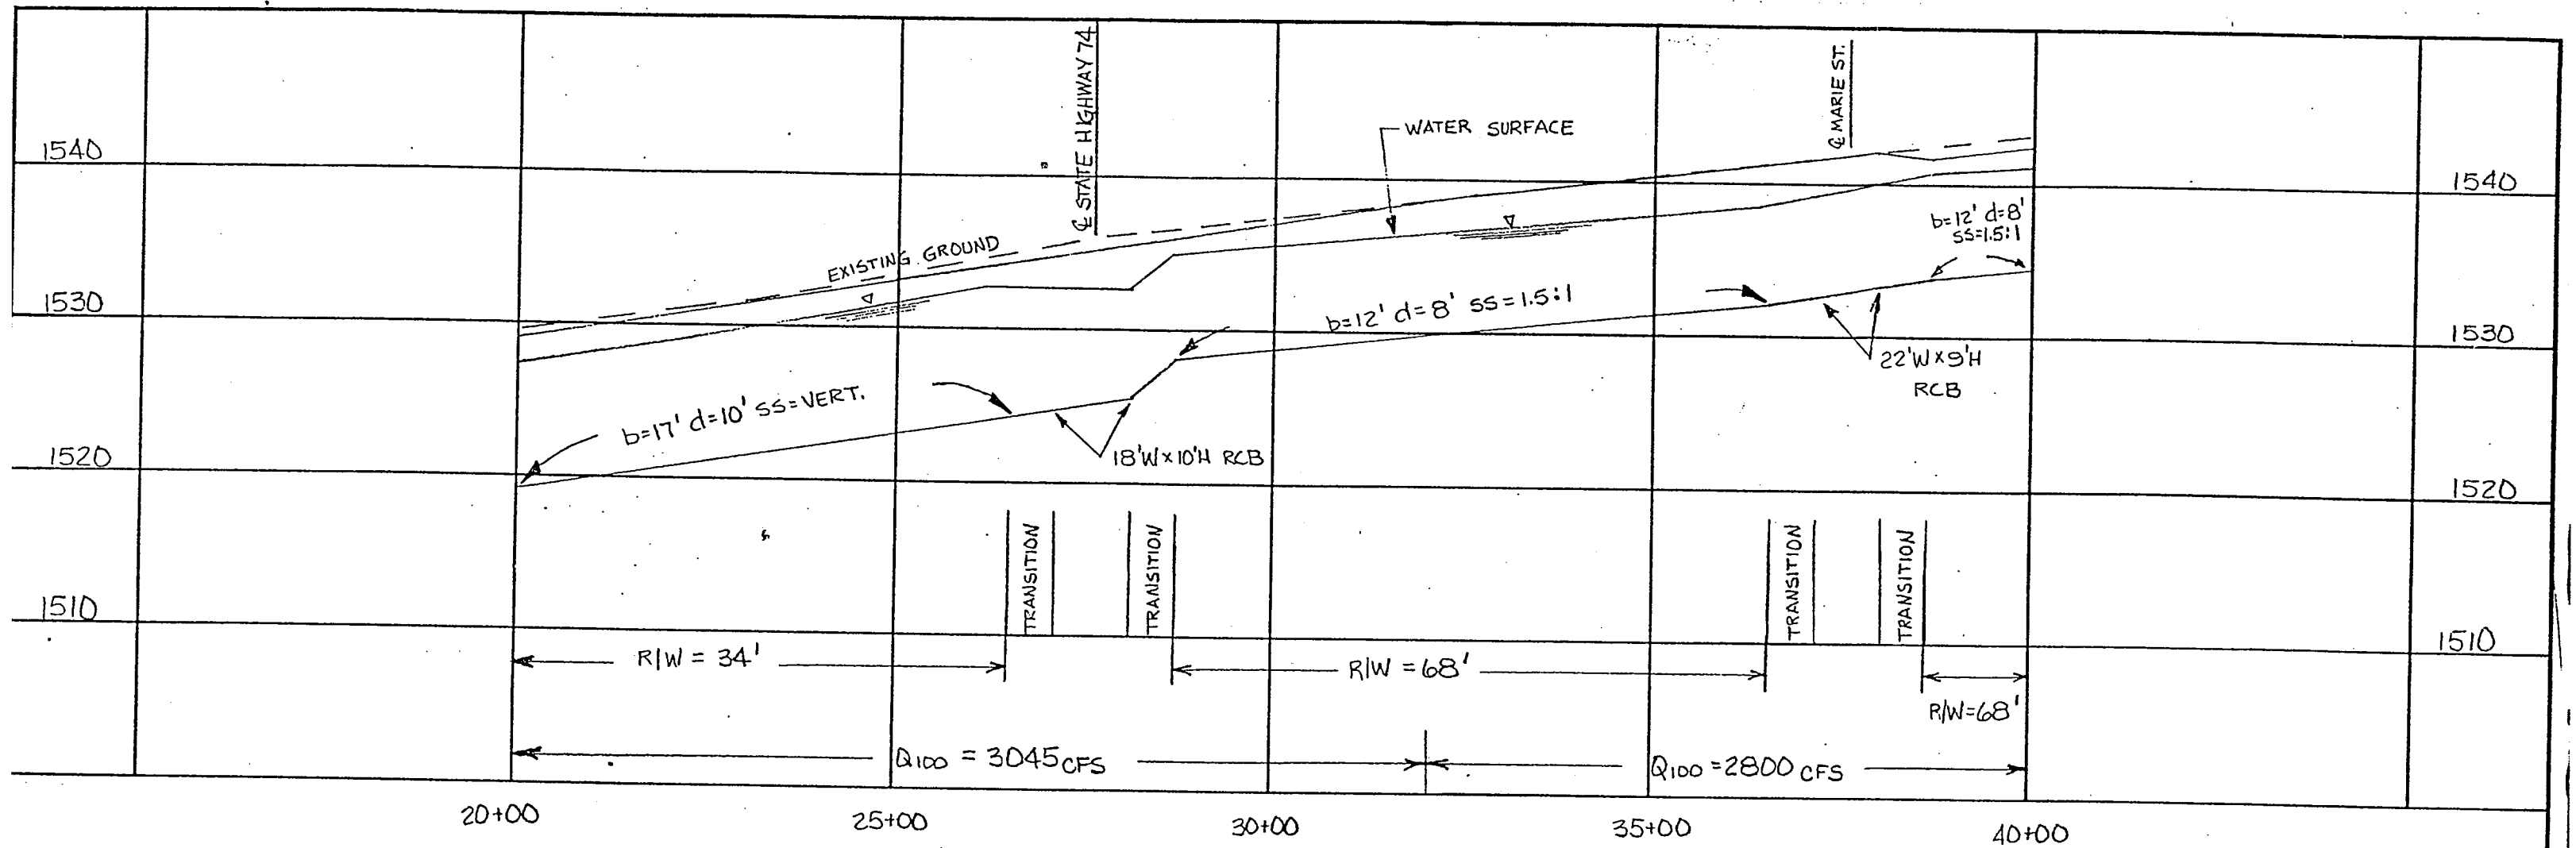 ℄ STATE HIGHWAY 74
℄ MARIE ST.
WATER SURFACE
1540
1540
b=12' d=8'
SS=1.5:1
EXISTING GROUND
1530
b=12' d=8' SS=1.5:1
1530
22'W×9'H
RCB
b=17' d=10' SS=VERT.
18'W×10'H RCB
1520
1520
TRANSITION
TRANSITION
TRANSITION
TRANSITION
1510
1510
R/W = 34'
R/W = 68'
R/W=68'
Q100 = 3045 CFS
Q100 = 2800 CFS
20+00
25+00
30+00
35+00
40+00